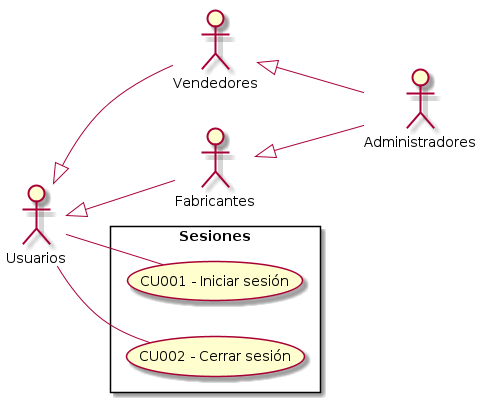 Vendedores
Administradores
Fabricantes
Usuarios
Sesiones
CU001 - Iniciar sesión
CU002 - Cerrar sesión